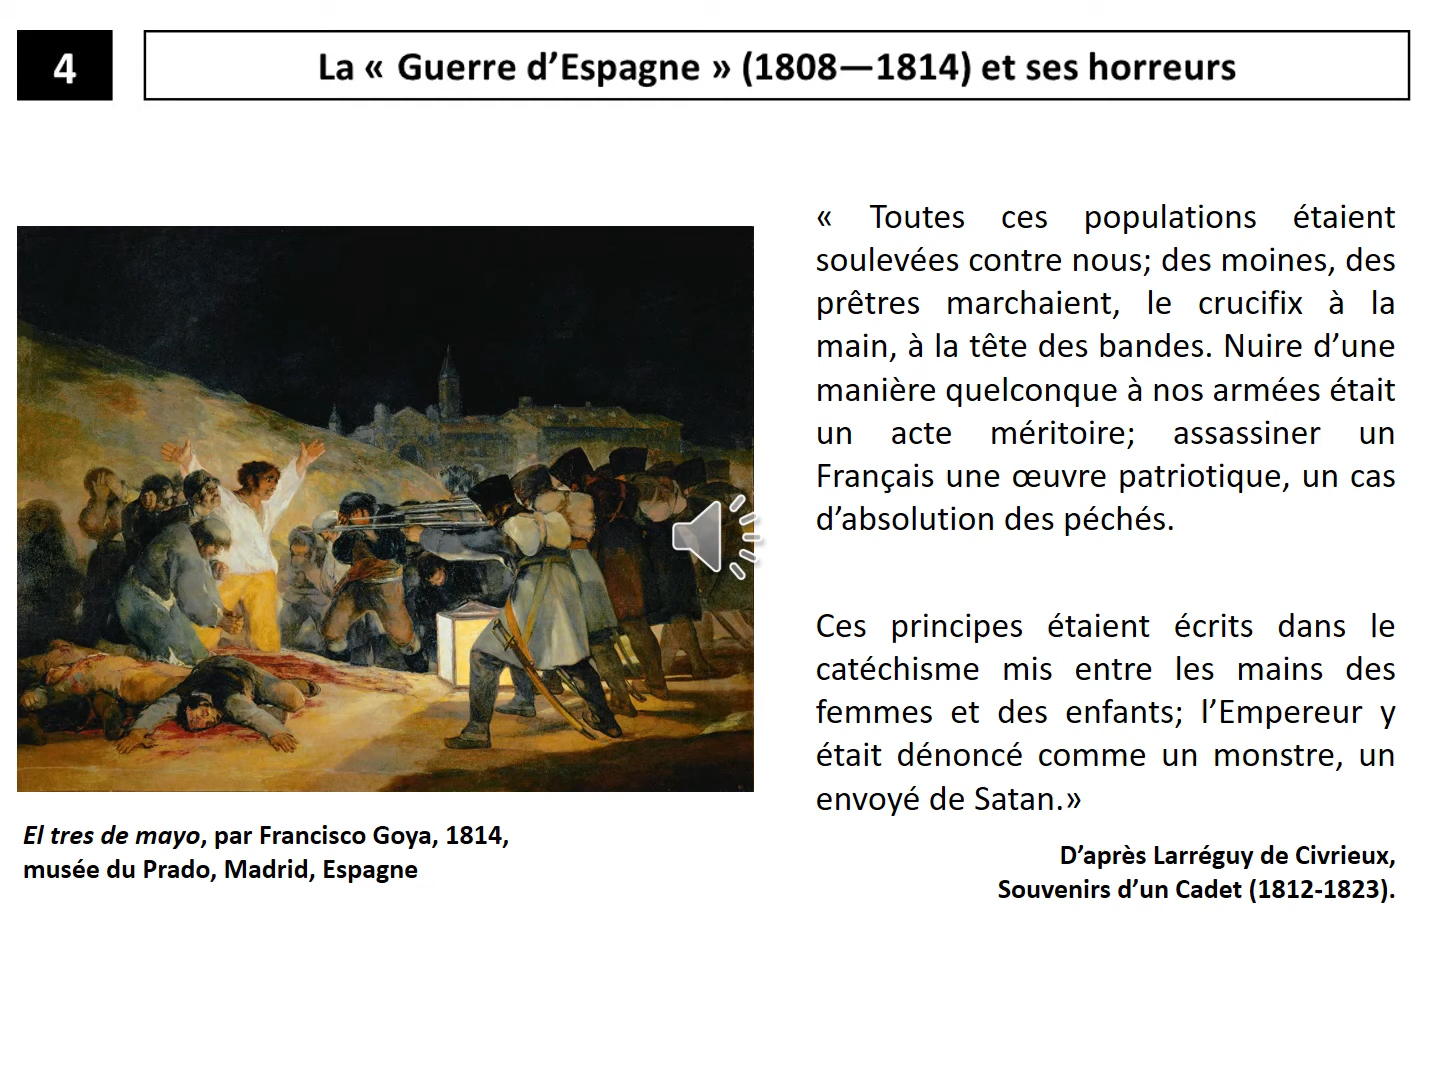 4
La « Guerre d’Espagne » (1808—1814) et ses horreurs
« Toutes ces populations étaient
soulevées contre nous; des moines, des
prêtres marchaient, le crucifix à la
main, à la tête des bandes. Nuire d’une
manière quelconque à nos armées était
un acte méritoire; assassiner un
Français une œuvre patriotique, un cas
d’absolution des péchés.
Ces principes étaient écrits dans le
catéchisme mis entre les mains des
femmes et des enfants; l’Empereur y
était dénoncé comme un monstre, un
envoyé de Satan.»
D’après Larréguy de Civrieux,
Souvenirs d’un Cadet (1812-1823).
El tres de mayo, par Francisco Goya, 1814,
musée du Prado, Madrid, Espagne